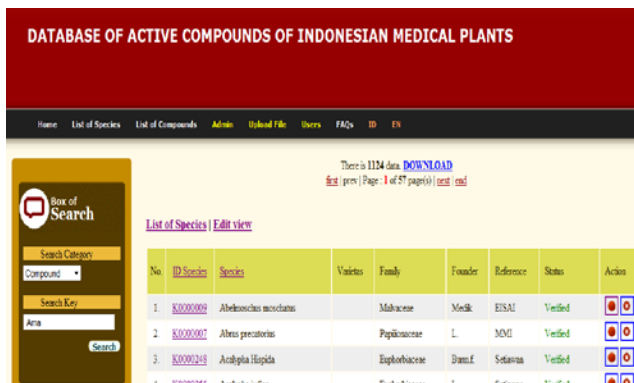 DATABASE OF ACTIVE COMPOUNDS OF INDONESIAN MEDICAL PLANTS
Home List of Species List of Compounds Admin Upload File Users FAQs ID EN
There is 1124 data. DOWNLOAD
first | prev | Page : 1 of 57 page(s) | next | end
Box of
Search
List of Species | Edit view
Search Category
Compound
Search Key
Ama
Search
No. ID Species Species Varietas Family Founder Reference Status Action
1. K0000009 Abelmoschus moschatus Malvaceae Medik EISAI Verified
2. K0000007 Abrus precatorius Papilionaceae L. MMI Verified
3. K0000248 Acalypha Hispida Euphorbiaceae Burm.f. Setiawan Verified